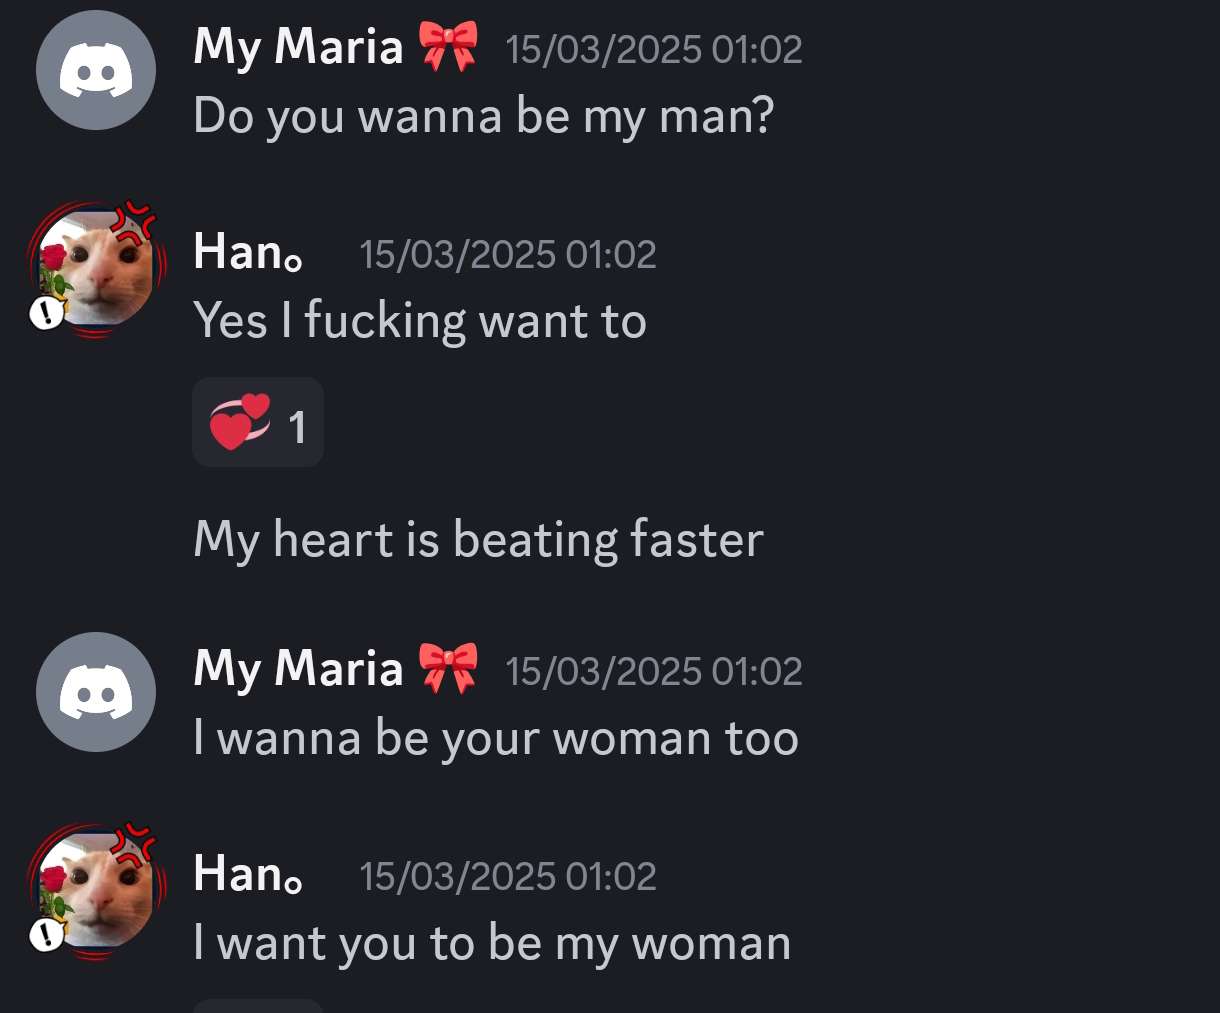 My Maria 🎀 15/03/2025 01:02
Do you wanna be my man?
Han。 15/03/2025 01:02
Yes I fucking want to
💞 1
My heart is beating faster
My Maria 🎀 15/03/2025 01:02
I wanna be your woman too
Han。 15/03/2025 01:02
I want you to be my woman